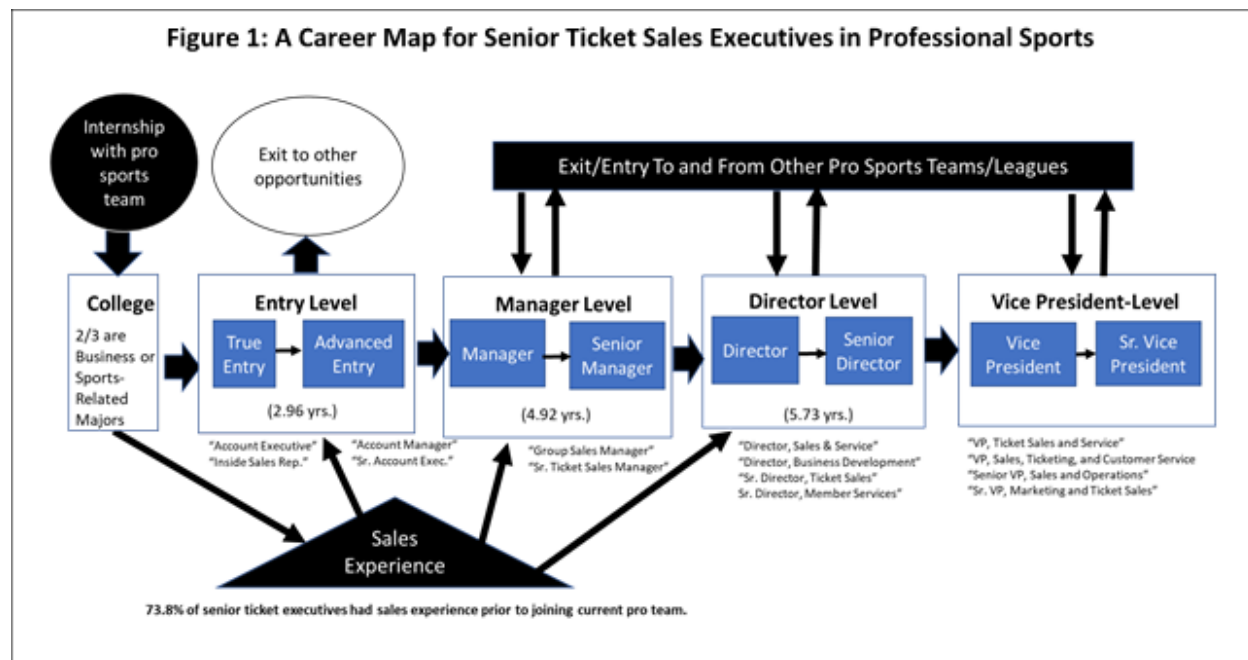 Figure 1: A Career Map for Senior Ticket Sales Executives in Professional Sports
Internship
with pro
sports
team
Exit to other
opportunities
Exit/Entry To and From Other Pro Sports Teams/Leagues
College
2/3 are
Business or
Sports-
Related
Majors
Entry Level
True
Entry
Advanced
Entry
(2.96 yrs.)
"Account Executive"
"Inside Sales Rep."
"Account Manager"
"Sr. Account Exec."
Manager Level
Manager
Senior
Manager
(4.92 yrs.)
"Group Sales Manager"
"Sr. Ticket Sales Manager"
Director Level
Director
Senior
Director
(5.73 yrs.)
"Director, Sales & Service"
"Director, Business Development"
"Sr. Director, Ticket Sales"
Sr. Director, Member Services"
Vice President-Level
Vice
President
Sr. Vice
President
"VP, Ticket Sales and Service"
"VP, Sales, Ticketing, and Customer Service
"Senior VP, Sales and Operations"
"Sr. VP, Marketing and Ticket Sales"
Sales
Experience
73.8% of senior ticket executives had sales experience prior to joining current pro team.